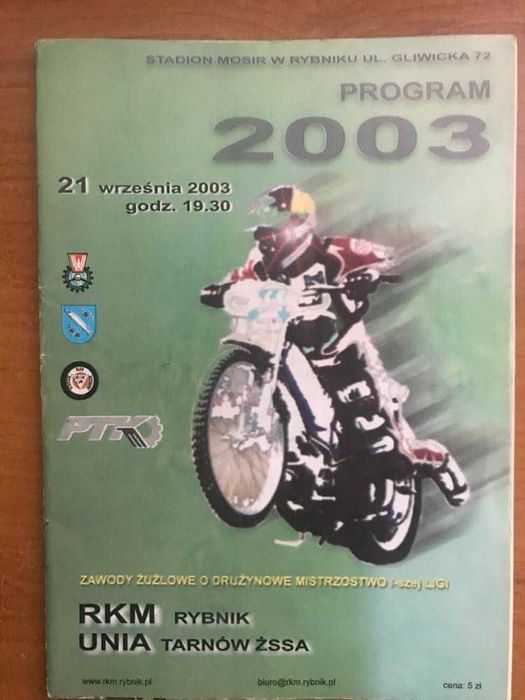 STADION MOSIR W RYBNIKU UL. GLIWICKA 72
PROGRAM
2003
21 września 2003
godz. 19.30
PTK
ZAWODY ŻUŻLOWE O DRUŻYNOWE MISTRZOSTWO I-szej LIGI
RKM RYBNIK
UNIA TARNÓW ŻSSA
www.rkm.rybnik.pl
biuro@rkm.rybnik.pl
cena: 5 zł